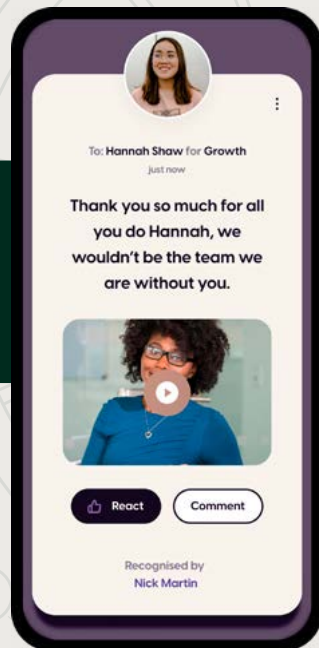 To: Hannah Shaw for Growth
just now
Thank you so much for all
you do Hannah, we
wouldn't be the team we
are without you.
React
Comment
Recognised by
Nick Martin